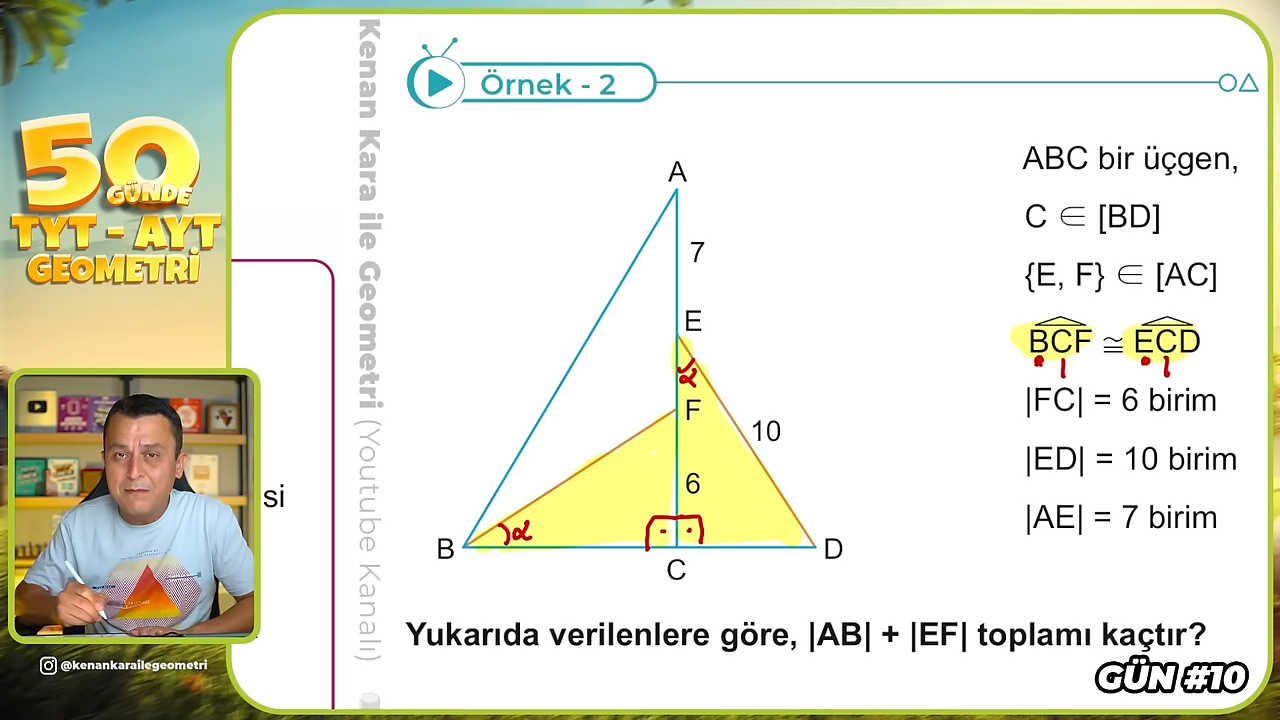 50
GÜNDE
TYT - AYT
GEOMETRİ
si
@kenankarailegeometri
Kenan Kara ile Geometri (Youtube Kanalı)
Örnek - 2
A
7
E
α
F
10
6
B
α
C
D
ABC bir üçgen,
C ∈ [BD]
{E, F} ∈ [AC]
BCF ≅ ECD
|FC| = 6 birim
|ED| = 10 birim
|AE| = 7 birim
Yukarıda verilenlere göre, |AB| + |EF| toplamı kaçtır?
GÜN #10